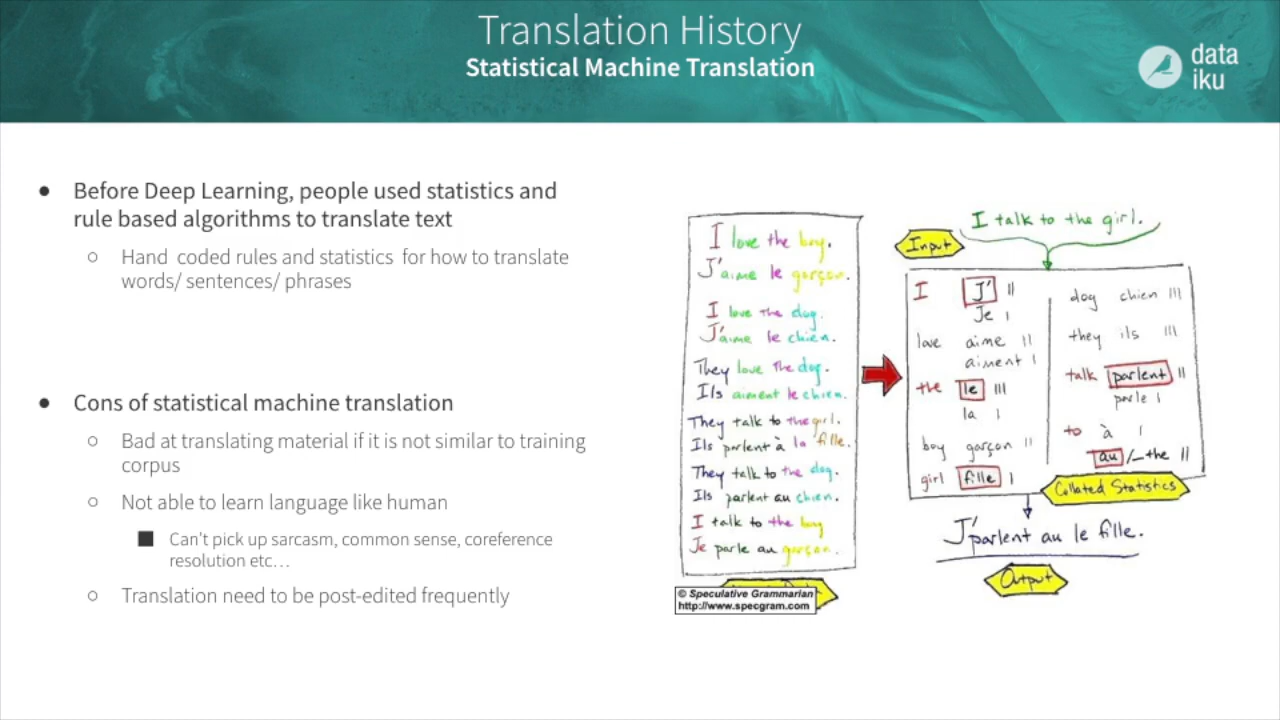 Translation History
Statistical Machine Translation
data
iku
● Before Deep Learning, people used statistics and
rule based algorithms to translate text
○ Hand coded rules and statistics for how to translate
words/ sentences/ phrases
● Cons of statistical machine translation
○ Bad at translating material if it is not similar to training
corpus
○ Not able to learn language like human
■ Can't pick up sarcasm, common sense, coreference
resolution etc…
○ Translation need to be post-edited frequently
I love the boy.
J'aime le garçon.
I love the dog.
J'aime le chien.
They love the dog.
Ils aiment le chien.
They talk to the girl.
Ils parlent à la fille.
They talk to the dog.
Ils parlent au chien.
I talk to the boy
Je parle au garçon.
© Speculative Grammarian
http://www.specgram.com
Input
I talk to the girl.
I J' ||
Je |
love aime ||
aiment |
the le |||
la |
boy garçon ||
girl fille |
dog chien |||
they ils |||
talk parlent ||
parle |
to à |
au /_the ||
Collated Statistics
J'parlent au le fille.
Output